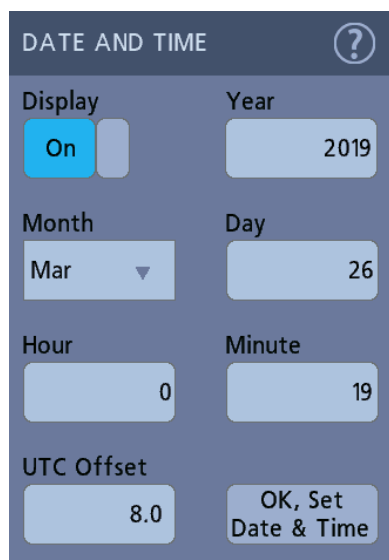 DATE AND TIME ?
Display Year
On 2019
Month Day
Mar 26
Hour Minute
0 19
UTC Offset
8.0
OK, Set
Date & Time